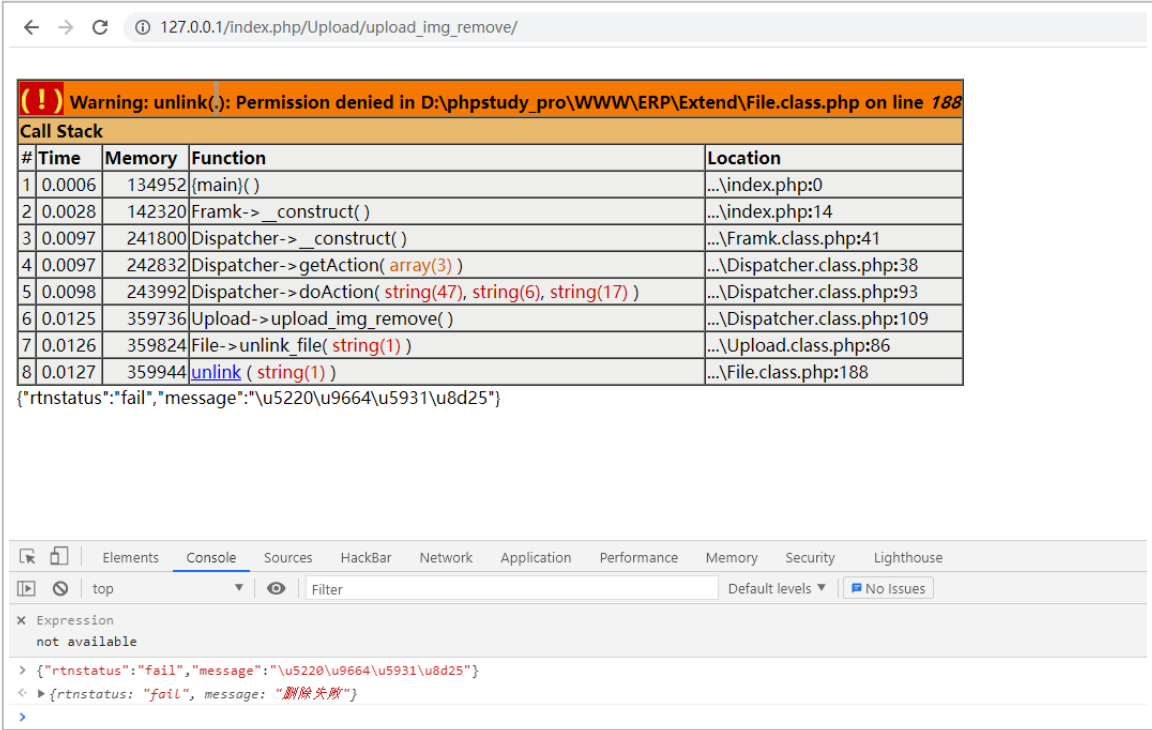 127.0.0.1/index.php/Upload/upload_img_remove/
( ! ) Warning: unlink(.): Permission denied in D:\phpstudy_pro\WWW\ERP\Extend\File.class.php on line 188
Call Stack
# Time Memory Function Location
1 0.0006 134952 {main}( ) ...\index.php:0
2 0.0028 142320 Framk->__construct( ) ...\index.php:14
3 0.0097 241800 Dispatcher->__construct( ) ...\Framk.class.php:41
4 0.0097 242832 Dispatcher->getAction( array(3) ) ...\Dispatcher.class.php:38
5 0.0098 243992 Dispatcher->doAction( string(47), string(6), string(17) ) ...\Dispatcher.class.php:93
6 0.0125 359736 Upload->upload_img_remove( ) ...\Dispatcher.class.php:109
7 0.0126 359824 File->unlink_file( string(1) ) ...\Upload.class.php:86
8 0.0127 359944 unlink ( string(1) ) ...\File.class.php:188
{"rtnstatus":"fail","message":"\u5220\u9664\u5931\u8d25"}
Elements Console Sources HackBar Network Application Performance Memory Security Lighthouse
top Filter Default levels No Issues
Expression
not available
{"rtnstatus":"fail","message":"\u5220\u9664\u5931\u8d25"}
{rtnstatus: "fail", message: "删除失败"}